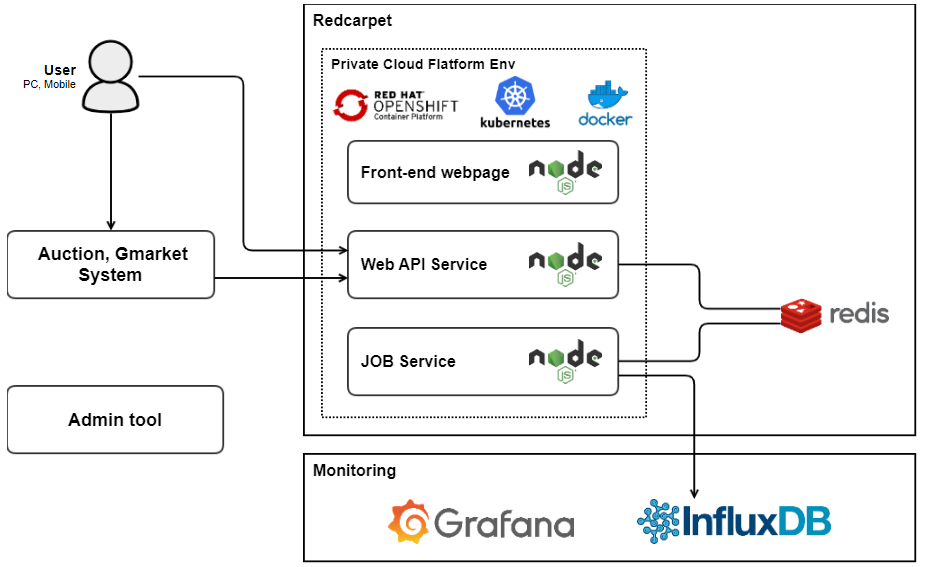 Redcarpet
User
PC, Mobile
Private Cloud Flatform Env
RED HAT®
OPENSHIFT
Container Platform
kubernetes
docker
Front-end webpage
node
JS
Auction, Gmarket
System
Web API Service
node
JS
redis
JOB Service
node
JS
Admin tool
Monitoring
Grafana
InfluxDB